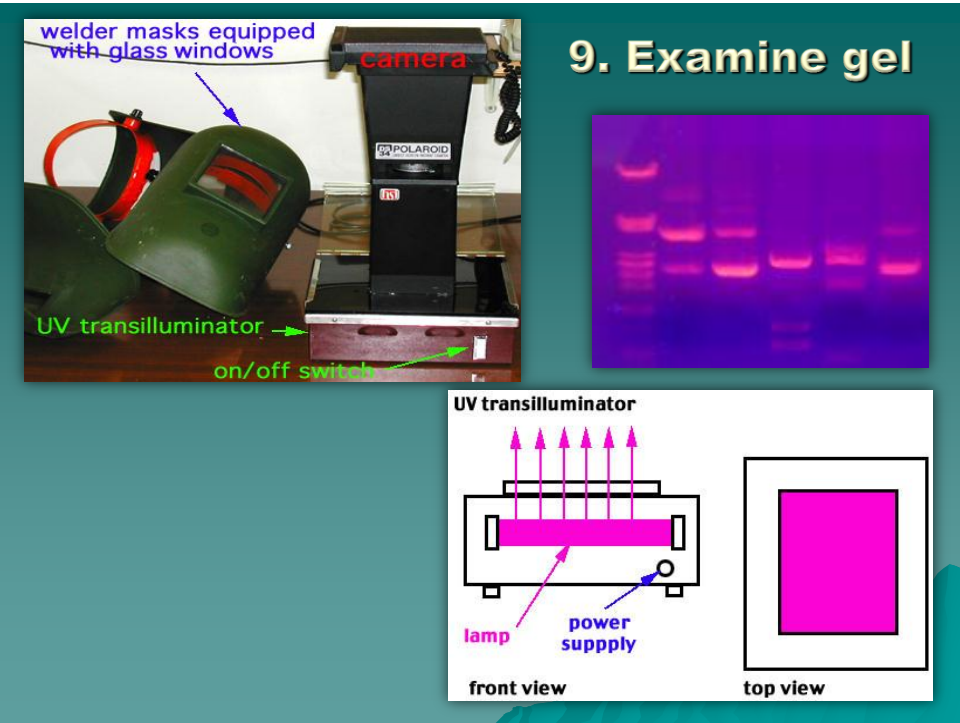 9. Examine gel
welder masks equipped
with glass windows
camera
POLAROID
UV transilluminator
on/off switch
UV transilluminator
lamp
power
suppply
front view
top view